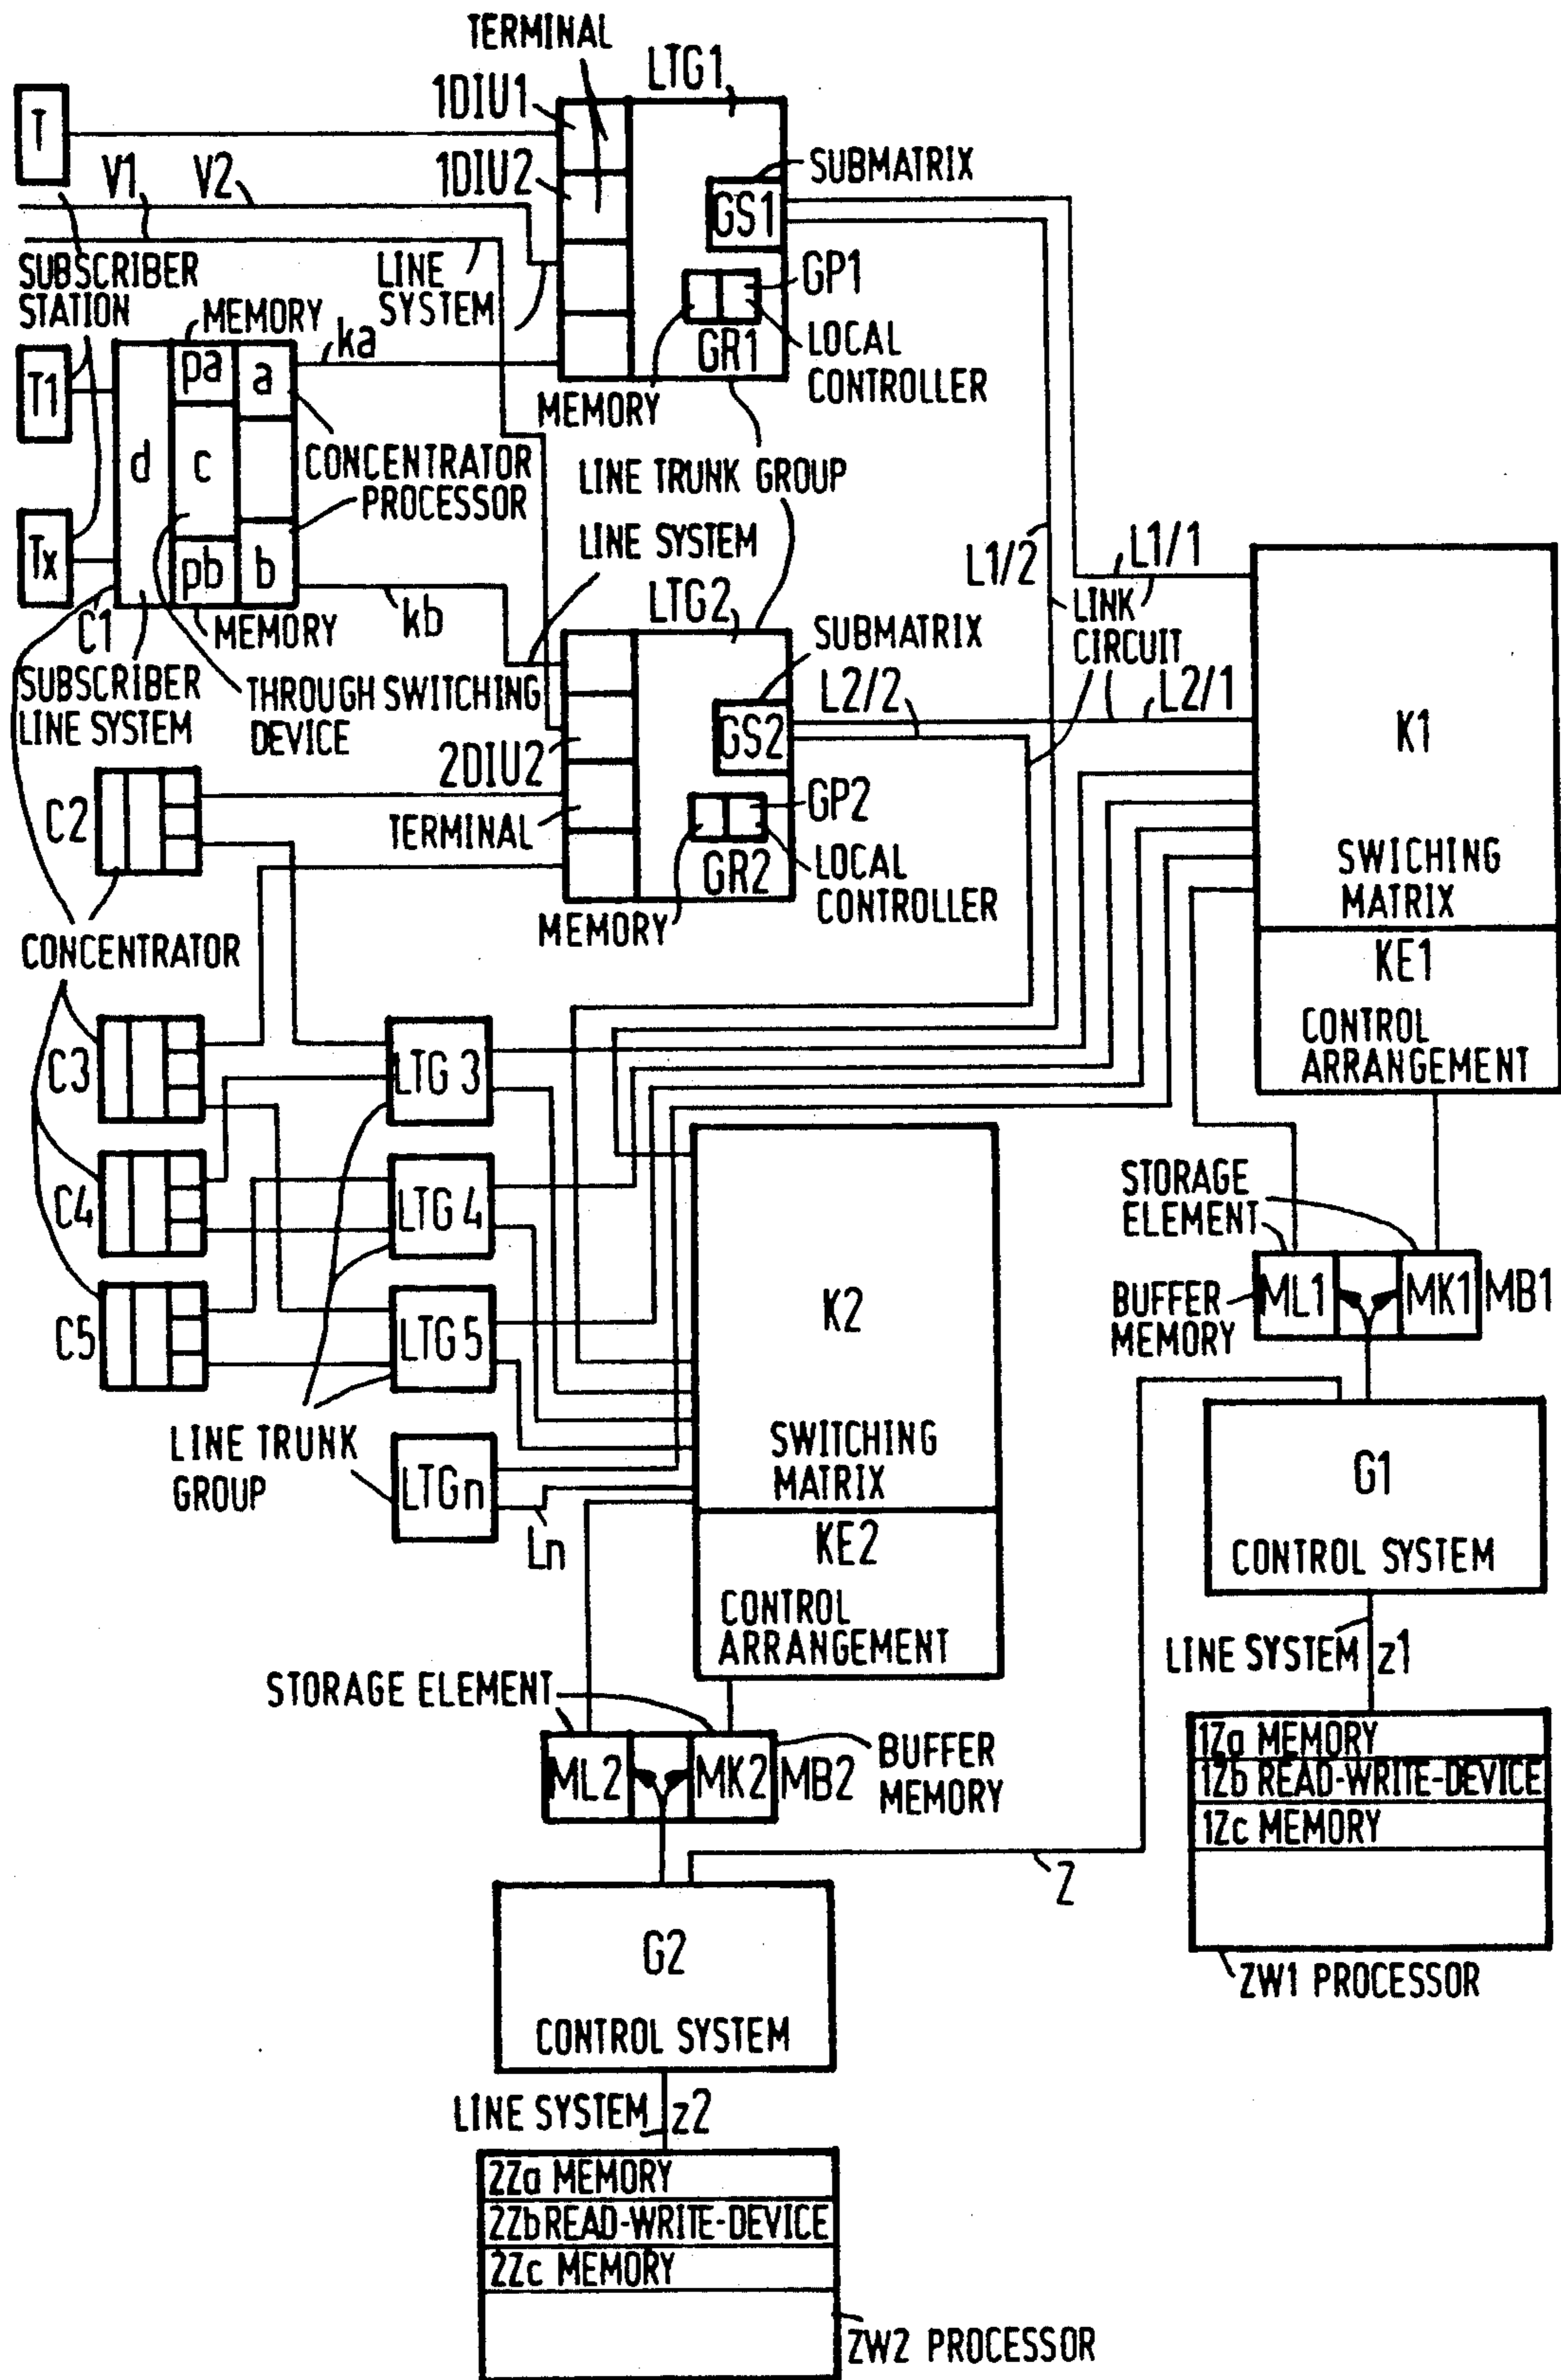 TERMINAL
LTG1
1DIU1
T
V1
V2
1DIU2
SUBMATRIX
GS1
SUBSCRIBER
STATION
LINE
SYSTEM
GP1
MEMORY
ka
GR1
LOCAL
CONTROLLER
T1
pa
a
MEMORY
d
c
CONCENTRATOR
PROCESSOR
LINE TRUNK GROUP
Tx
pb
b
LINE SYSTEM
L1/2
L1/1
C1
MEMORY
kb
LTG2
SUBMATRIX
LINK
CIRCUIT
SUBSCRIBER
LINE SYSTEM
THROUGH SWITCHING
DEVICE
L2/2
L2/1
GS2
K1
2DIU2
C2
TERMINAL
GP2
GR2
LOCAL
CONTROLLER
SWICHING
MATRIX
MEMORY
CONCENTRATOR
KE1
CONTROL
ARRANGEMENT
C3
LTG 3
C4
LTG 4
STORAGE
ELEMENT
C5
LTG 5
K2
BUFFER
MEMORY
ML1
MK1
MB1
LINE TRUNK
GROUP
LTGn
SWITCHING
MATRIX
G1
CONTROL SYSTEM
Ln
KE2
CONTROL
ARRANGEMENT
LINE SYSTEM
z1
STORAGE ELEMENT
1Za MEMORY
1Zb READ-WRITE-DEVICE
1Zc MEMORY
ML2
MK2
MB2
BUFFER
MEMORY
Z
G2
CONTROL SYSTEM
ZW1 PROCESSOR
LINE SYSTEM
z2
2Za MEMORY
2Zb READ-WRITE-DEVICE
2Zc MEMORY
ZW2 PROCESSOR